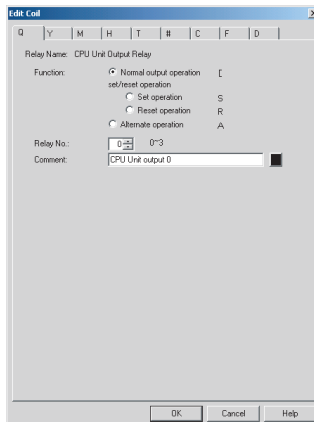 Edit Coil
Q Y M H T # C F D
Relay Name: CPU Unit Output Relay
Function: Normal output operation [
set/reset operation
Set operation S
Reset operation R
Alternate operation A
Relay No.: 0 0~3
Comment: CPU Unit output 0
OK Cancel Help